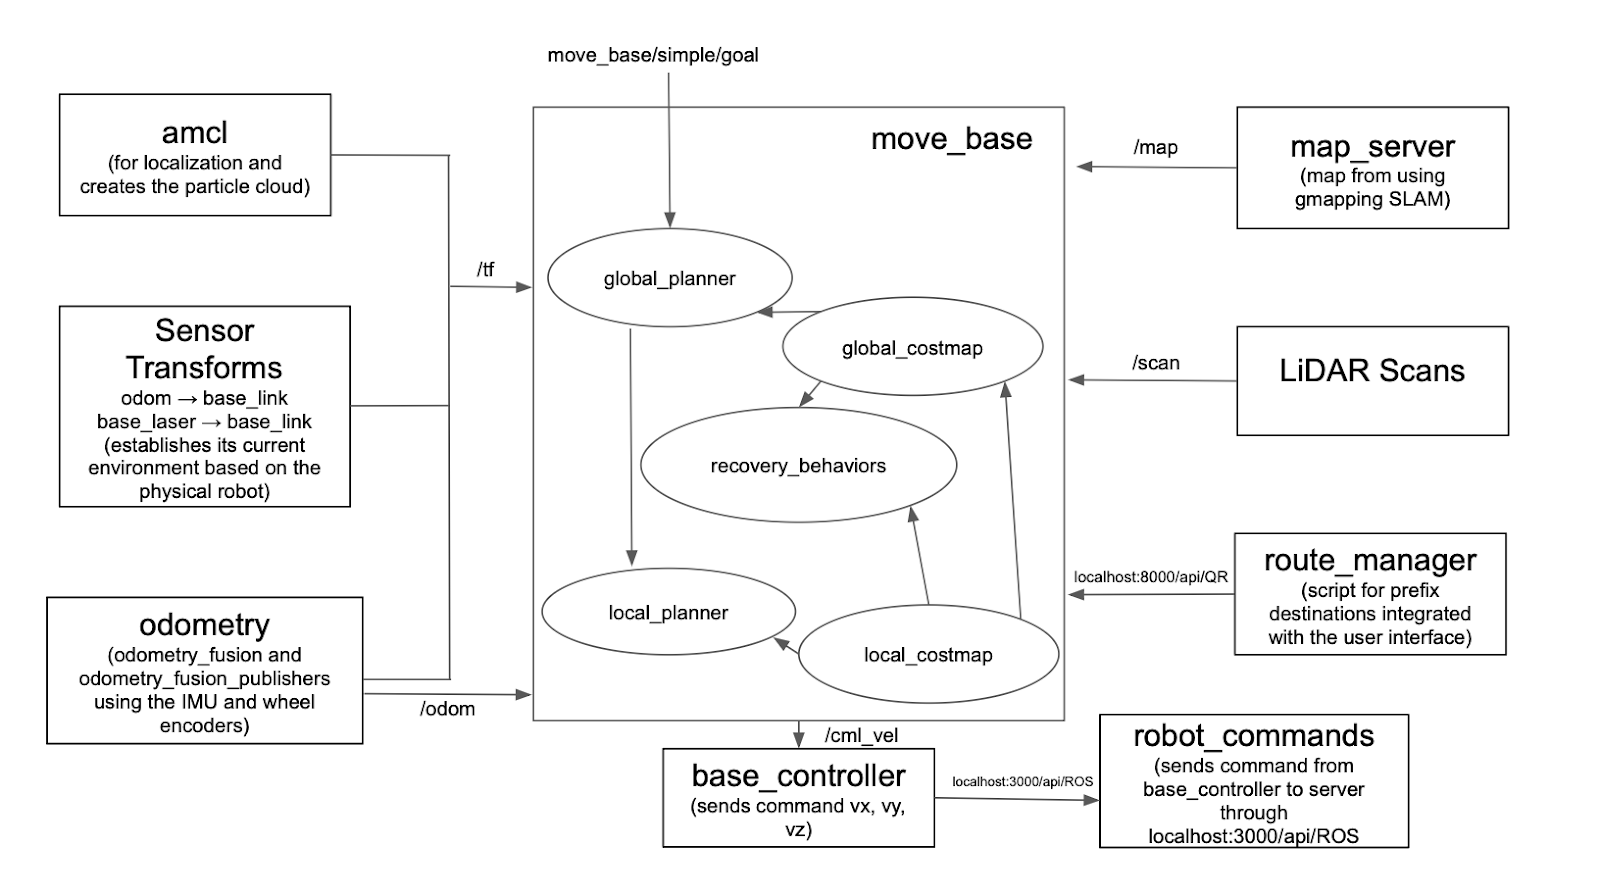 move_base/simple/goal
amcl
(for localization and
creates the particle cloud)
move_base
/map
map_server
(map from using
gmapping SLAM)
/tf
global_planner
Sensor
Transforms
odom → base_link
base_laser → base_link
(establishes its current
environment based on the
physical robot)
global_costmap
/scan
LiDAR Scans
recovery_behaviors
localhost:8000/api/QR
route_manager
(script for prefix
destinations integrated
with the user interface)
odometry
(odometry_fusion and
odometry_fusion_publishers
using the IMU and wheel
encoders)
/odom
local_planner
local_costmap
/cml_vel
base_controller
(sends command vx, vy,
vz)
localhost:3000/api/ROS
robot_commands
(sends command from
base_controller to server
through
localhost:3000/api/ROS